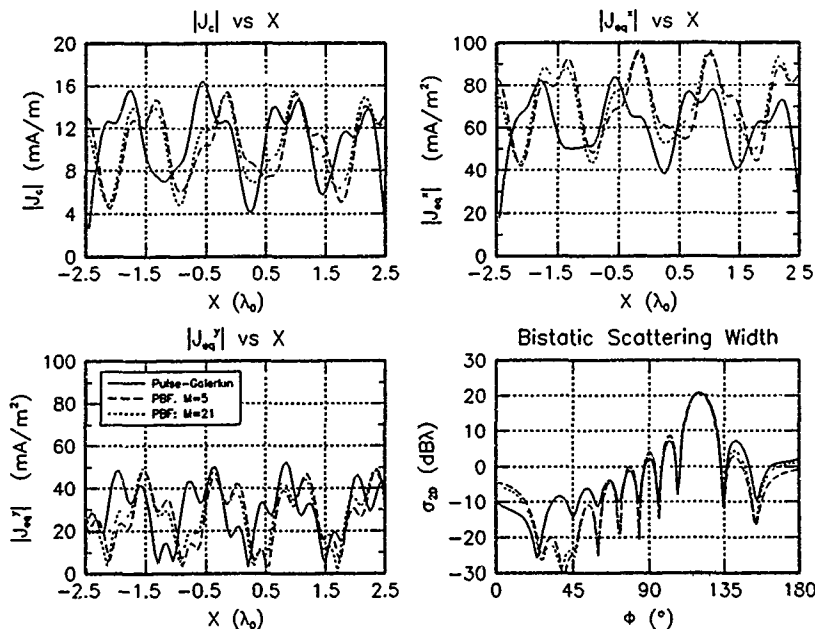 |J_c| vs X
20
16
12
8
4
0
|J_c| (mA/m)
-2.5 -1.5 -0.5 0.5 1.5 2.5
X (λ₀)
|J_eq^x| vs X
100
80
60
40
20
0
|J_eq^x| (mA/m²)
-2.5 -1.5 -0.5 0.5 1.5 2 5
X (λ₀)
|J_eq^y| vs X
100
80
60
40
20
0
|J_eq^y| (mA/m²)
Pulse-Galerkin
PBF. M=5
PBF: M=21
-2.5 -1.5 -0.5 0.5 1.5 2.5
X (λ₀)
Bistatic Scattering Width
30
20
10
0
-10
-20
-30
σ_2D (dBλ)
0 45 90 135 180
Φ (°)